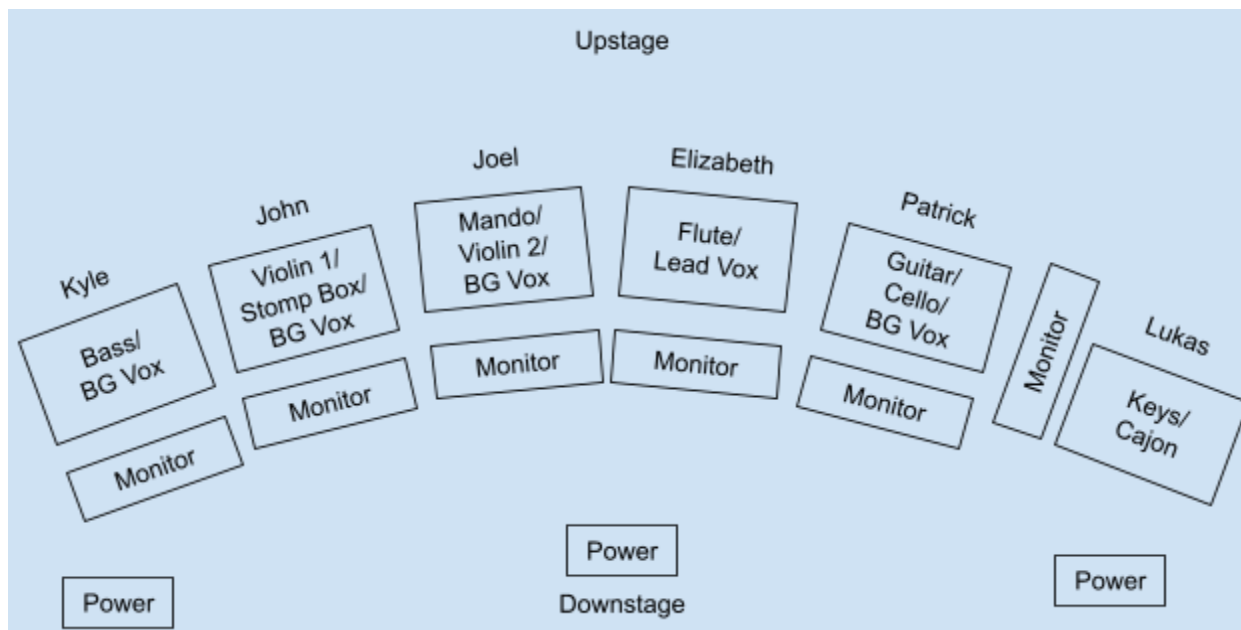 Upstage
Kyle
Bass/
BG Vox
Monitor
John
Violin 1/
Stomp Box/
BG Vox
Monitor
Joel
Mando/
Violin 2/
BG Vox
Monitor
Elizabeth
Flute/
Lead Vox
Monitor
Patrick
Guitar/
Cello/
BG Vox
Monitor
Monitor
Lukas
Keys/
Cajon
Power
Power
Power
Downstage